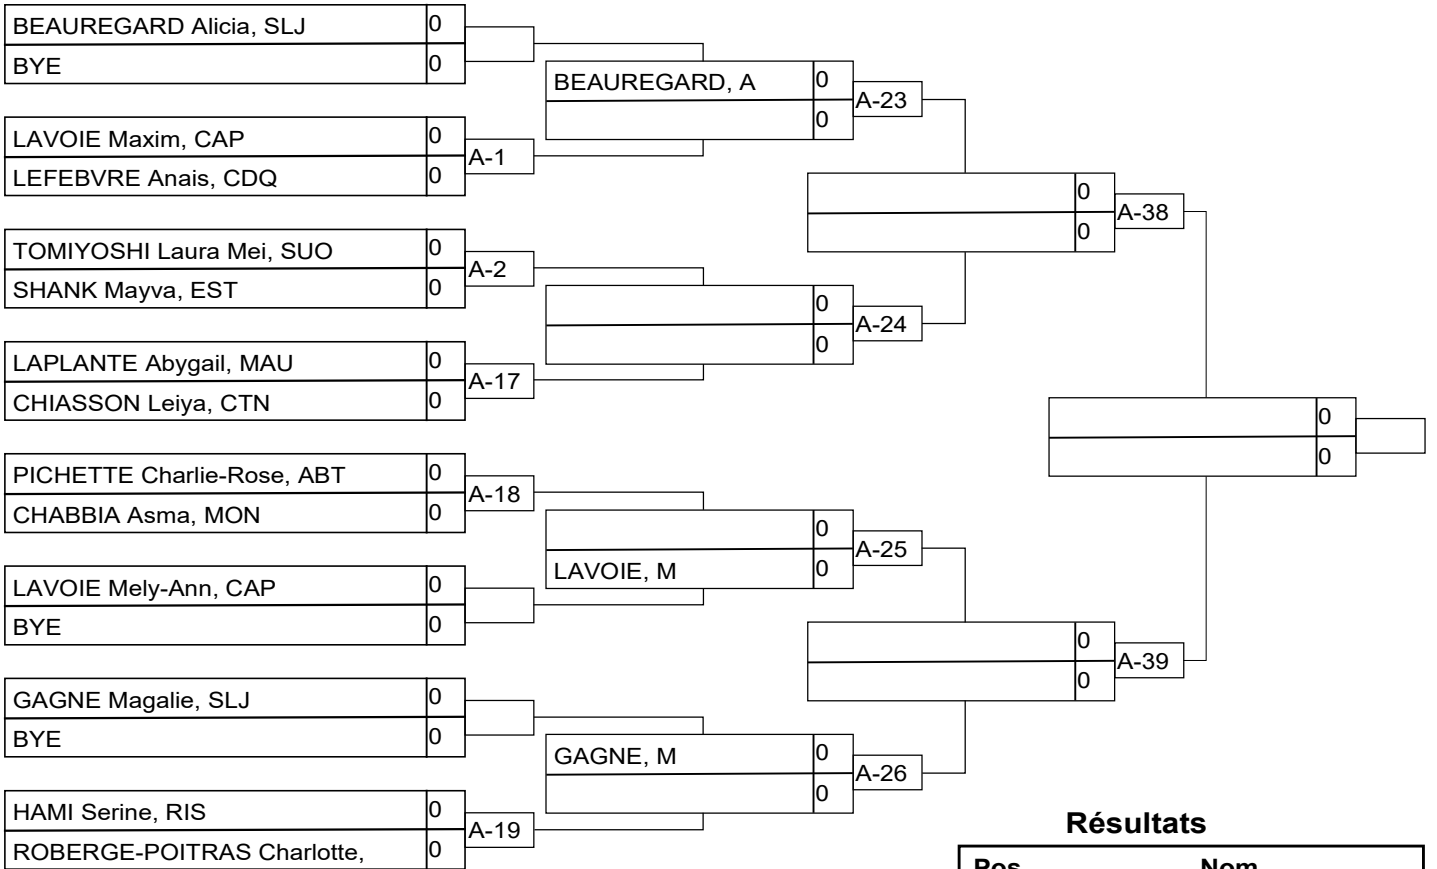 BEAUREGARD Alicia, SLJ 0
BYE 0
LAVOIE Maxim, CAP 0
LEFEBVRE Anais, CDQ 0
A-1
TOMIYOSHI Laura Mei, SUO 0
SHANK Mayva, EST 0
A-2
LAPLANTE Abygail, MAU 0
CHIASSON Leiya, CTN 0
A-17
PICHETTE Charlie-Rose, ABT 0
CHABBIA Asma, MON 0
A-18
LAVOIE Mely-Ann, CAP 0
BYE 0
GAGNE Magalie, SLJ 0
BYE 0
HAMI Serine, RIS 0
ROBERGE-POITRAS Charlotte, 0
A-19
BEAUREGARD, A 0
0
A-23
0
0
A-24
0
LAVOIE, M 0
A-25
GAGNE, M 0
0
A-26
0
0
A-38
0
0
A-39
0
0
Résultats
Pos Nom